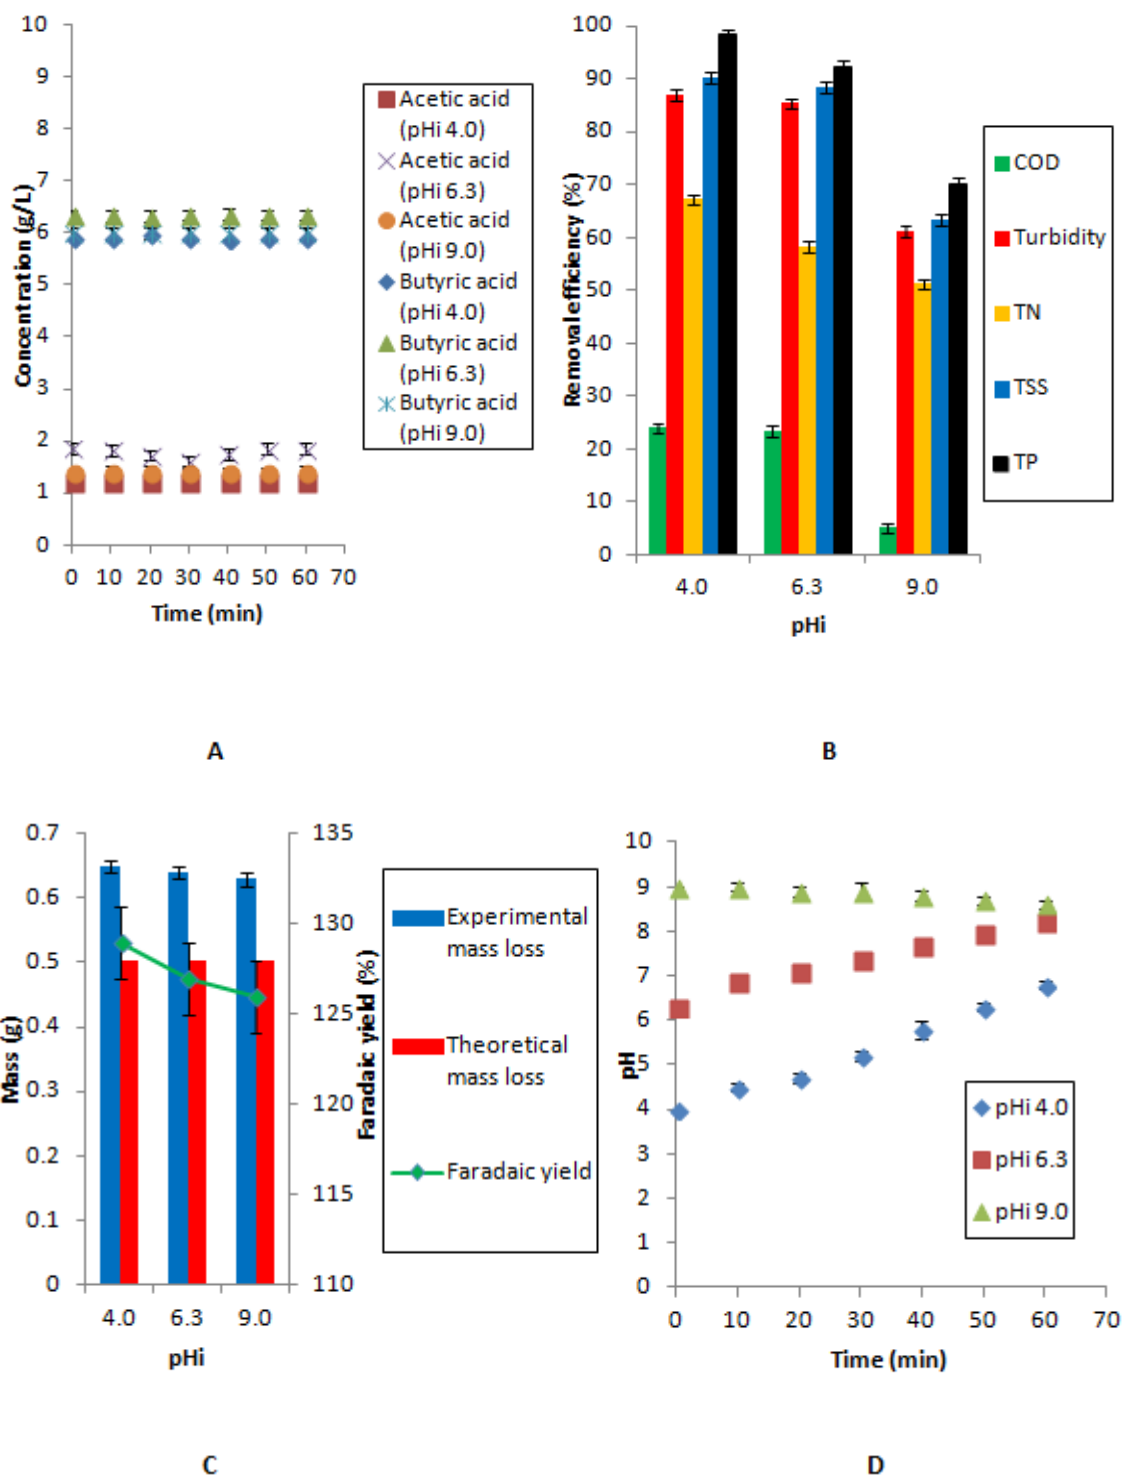 10
9
8
7
6
5
4
3
2
1
0
Concentration (g/L)
0 10 20 30 40 50 60 70
Time (min)
Acetic acid
(pHi 4.0)
Acetic acid
(pHi 6.3)
Acetic acid
(pHi 9.0)
Butyric acid
(pHi 4.0)
Butyric acid
(pHi 6.3)
Butyric acid
(pHi 9.0)
A
100
90
80
70
60
50
40
30
20
10
0
Removal efficiency (%)
4.0 6.3 9.0
pHi
COD
Turbidity
TN
TSS
TP
B
0.7
0.6
0.5
0.4
0.3
0.2
0.1
0
Mass (g)
135
130
125
120
115
110
Faradaic yield (%)
4.0 6.3 9.0
pHi
Experimental
mass loss
Theoretical
mass loss
Faradaic yield
C
10
9
8
7
6
5
4
3
2
1
0
pH
0 10 20 30 40 50 60 70
Time (min)
pHi 4.0
pHi 6.3
pHi 9.0
D